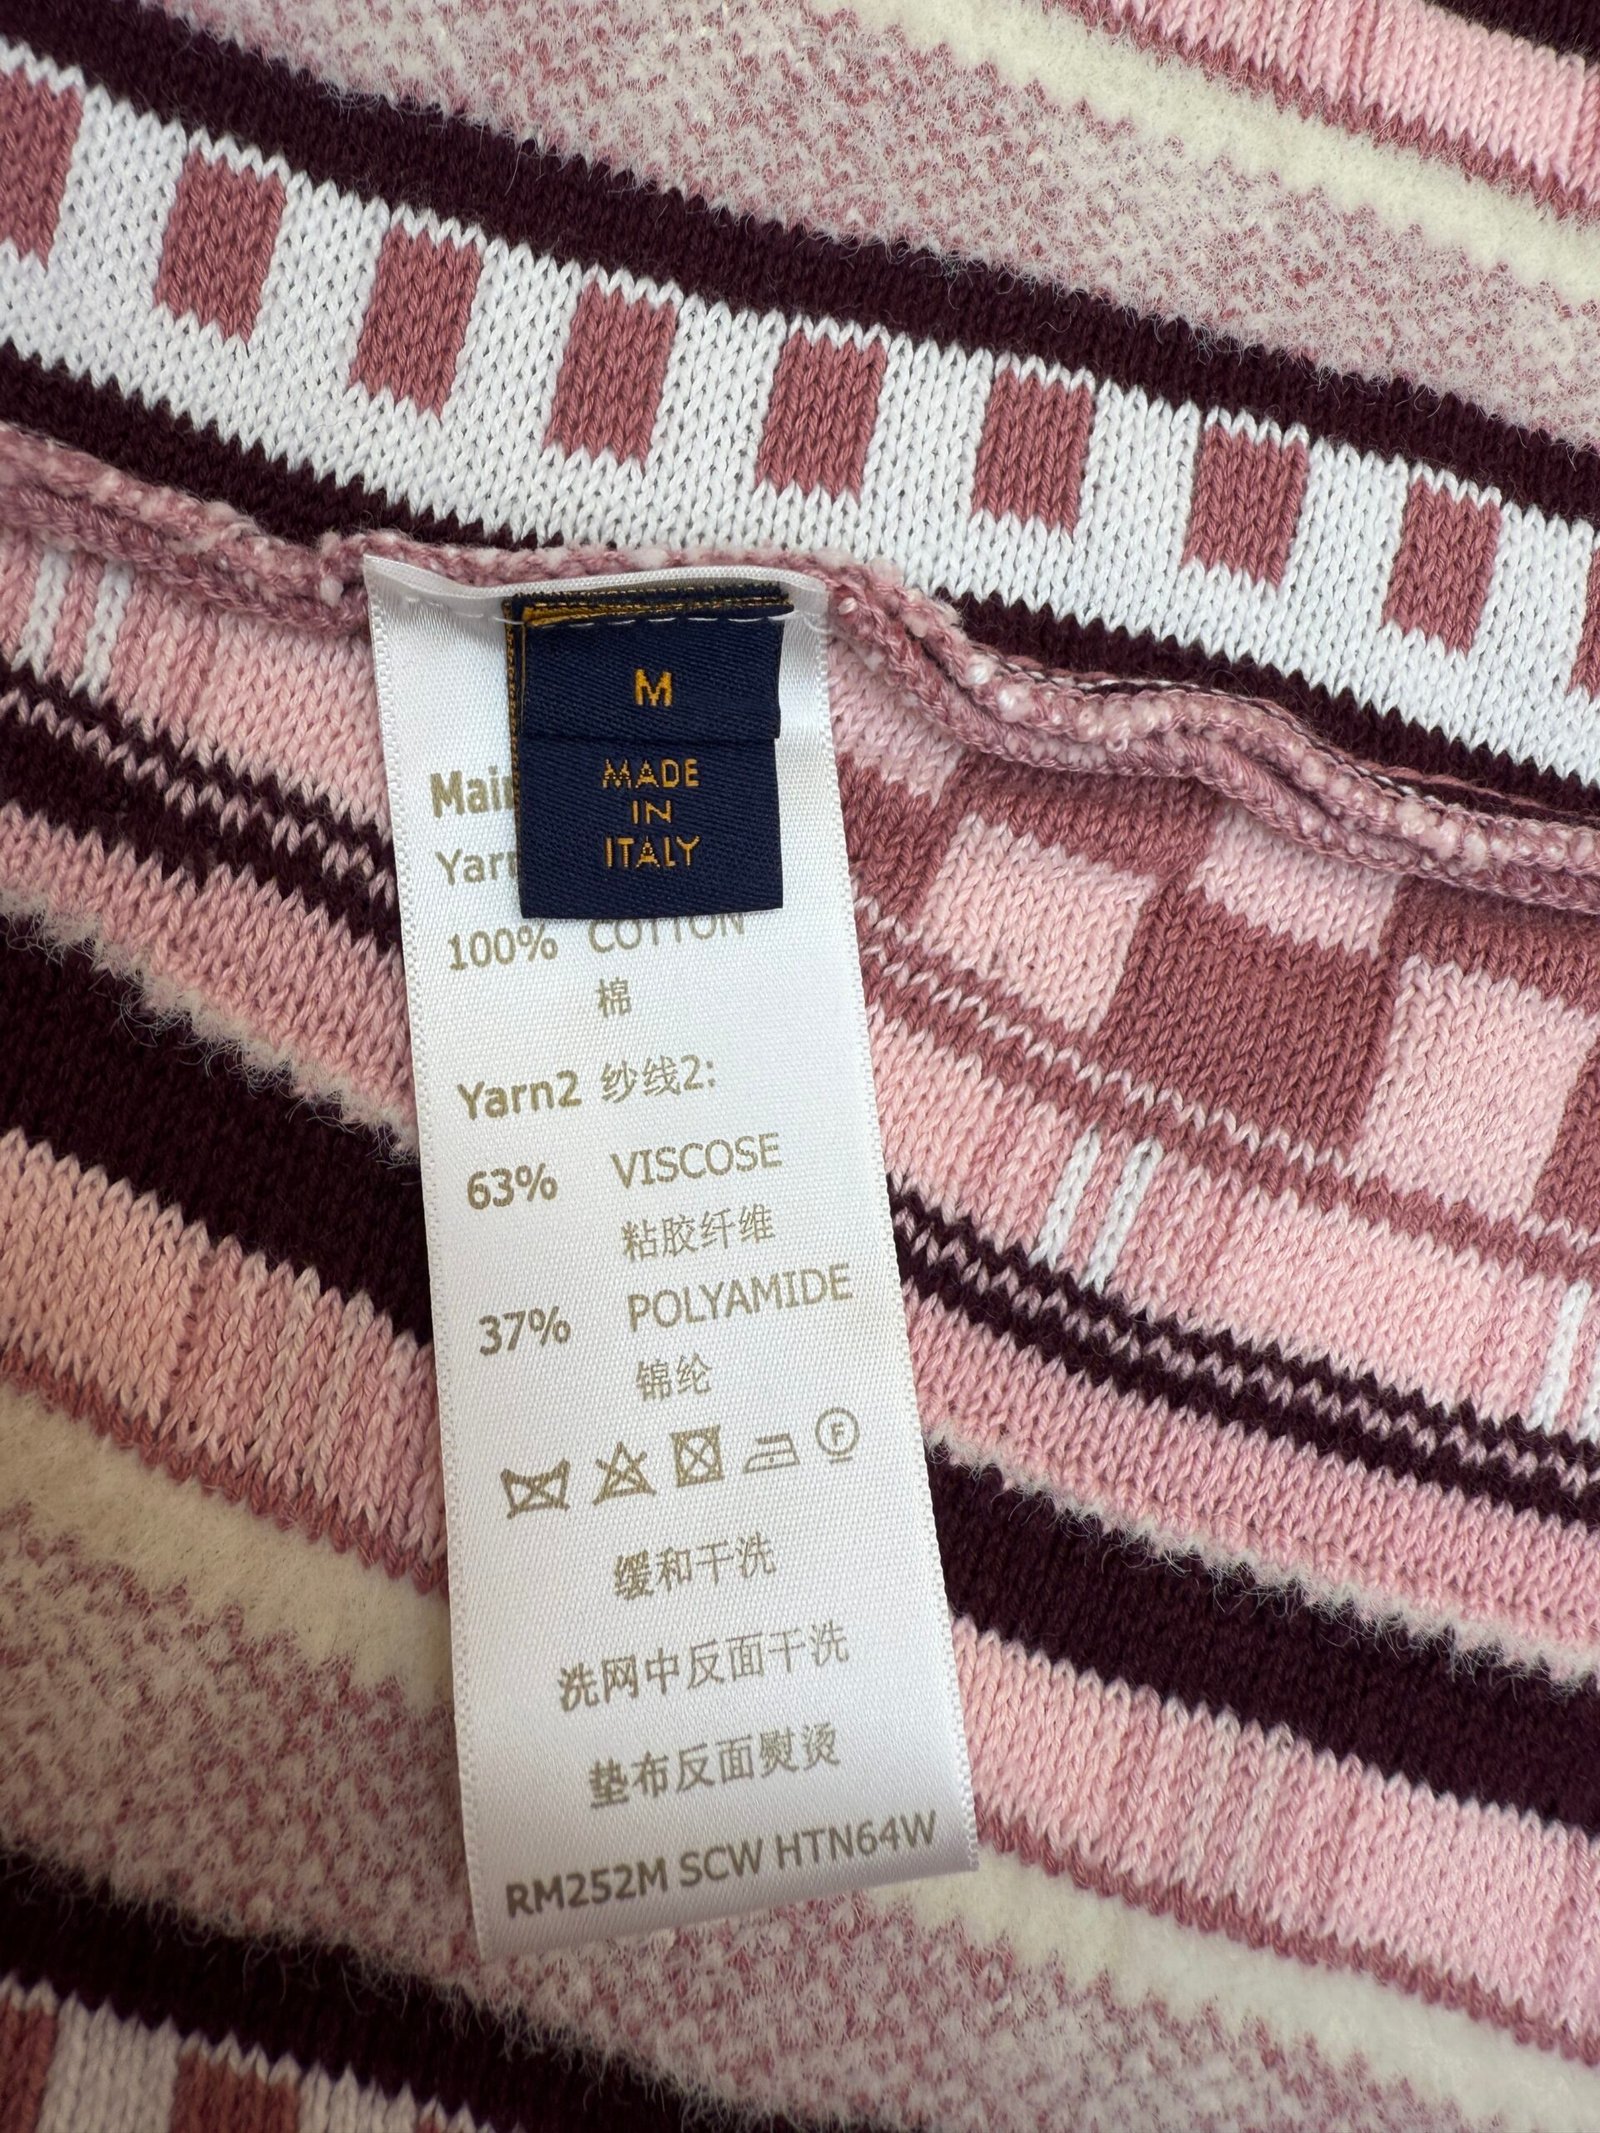 M
MADE
IN
ITALY
100% COTTON
棉
Yarn2 纱线2:
63% VISCOSE
粘胶纤维
37% POLYAMIDE
锦纶
F
缓和干洗
洗网中反面干洗
垫布反面熨烫
RM252M SCW HTN64W